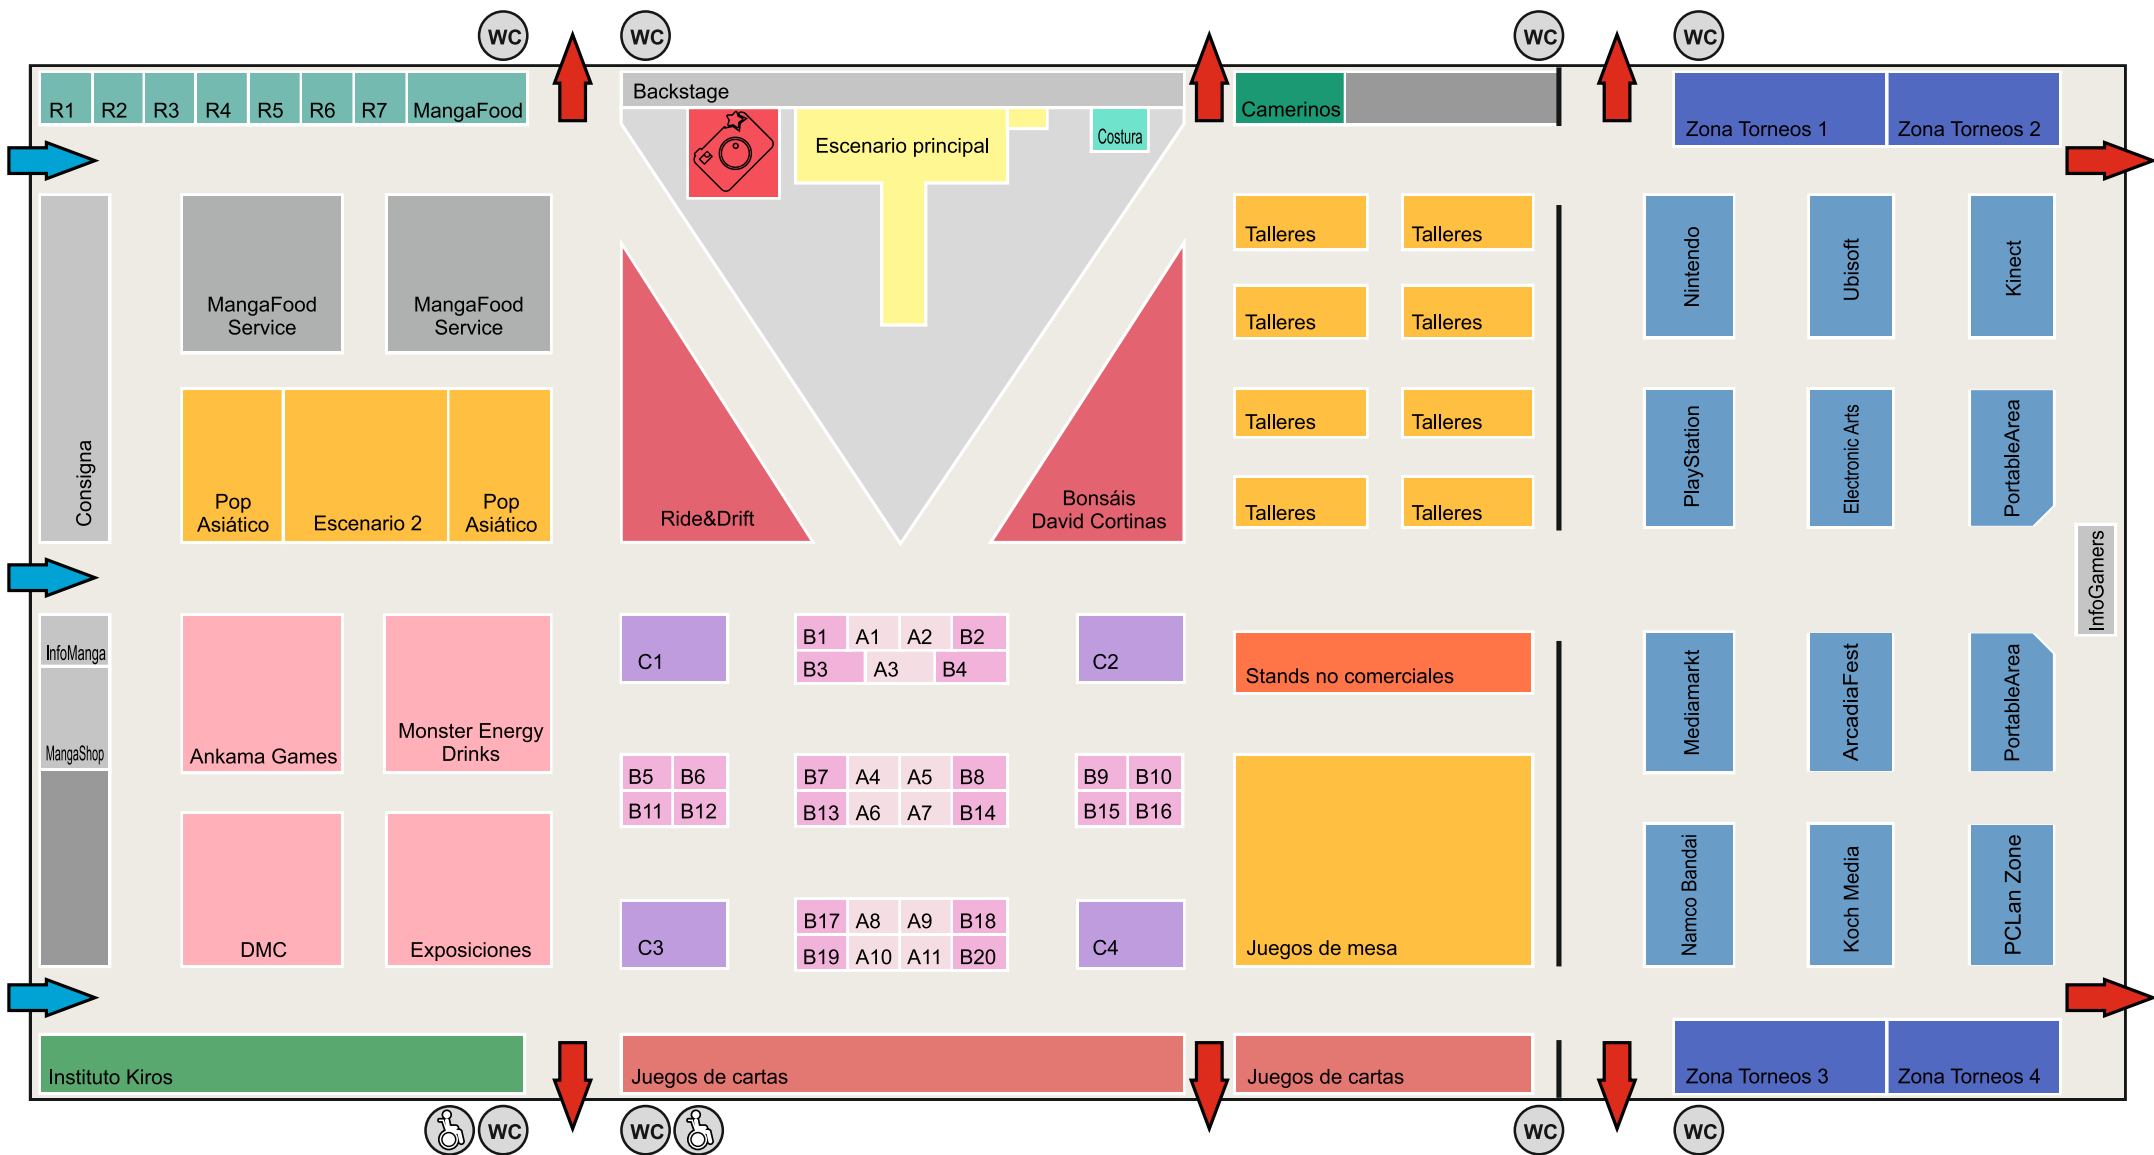 WC WC WC WC
R1 R2 R3 R4 R5 R6 R7 MangaFood
Backstage
Camerinos
Zona Torneos 1 Zona Torneos 2
Escenario principal
Costura
Consigna
MangaFood
Service
MangaFood
Service
Pop
Asiático
Escenario 2
Pop
Asiático
Ride&Drift
Bonsáis
David Cortinas
Talleres Talleres
Talleres Talleres
Talleres Talleres
Talleres Talleres
Nintendo
Ubisoft
Kinect
PlayStation
Electronic Arts
PortableArea
InfoGamers
InfoManga
MangaShop
Ankama Games
Monster Energy
Drinks
DMC
Exposiciones
C1
B1 A1 A2 B2
B3 A3 B4
C2
B5 B6
B11 B12
B7 A4 A5 B8
B13 A6 A7 B14
B9 B10
B15 B16
C3
B17 A8 A9 B18
B19 A10 A11 B20
C4
Stands no comerciales
Juegos de mesa
Mediamarkt
ArcadiaFest
PortableArea
Namco Bandai
Koch Media
PCLan Zone
Instituto Kiros
Juegos de cartas
Juegos de cartas
Zona Torneos 3 Zona Torneos 4
WC WC WC WC